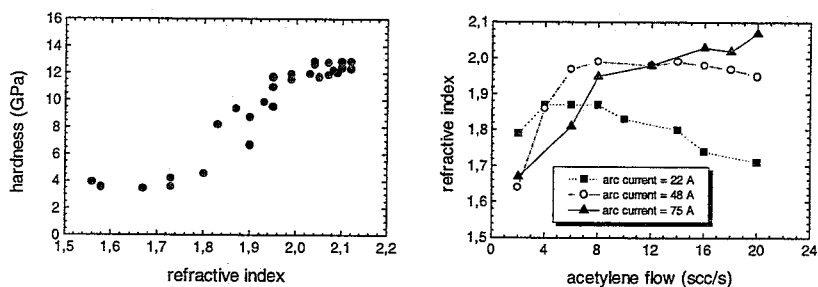 16
14
12
10
8
6
4
2
0
hardness (GPa)
1,5 1,6 1,7 1,8 1,9 2,0 2,1 2,2
refractive index
2,1
2,0
1,9
1,8
1,7
1,6
1,5
refractive index
arc current = 22 A
arc current = 48 A
arc current = 75 A
0 4 8 12 16 20 24
acetylene flow (scc/s)